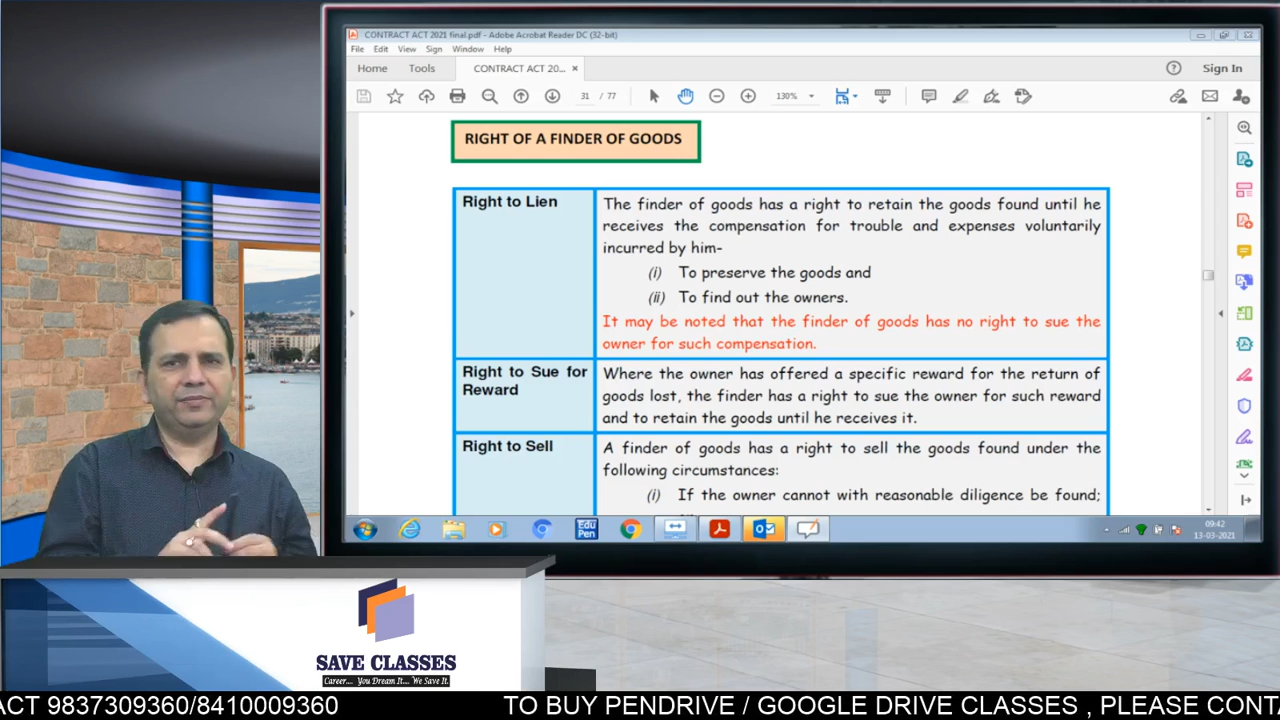 CONTRACT ACT 2021 final.pdf - Adobe Acrobat Reader DC (32-bit)
File Edit View Sign Window Help
Home Tools CONTRACT ACT 20... × Sign In
31 / 77 130%
RIGHT OF A FINDER OF GOODS
Right to Lien
The finder of goods has a right to retain the goods found until he
receives the compensation for trouble and expenses voluntarily
incurred by him-
(i) To preserve the goods and
(ii) To find out the owners.
It may be noted that the finder of goods has no right to sue the
owner for such compensation.
Right to Sue for
Reward
Where the owner has offered a specific reward for the return of
goods lost, the finder has a right to sue the owner for such reward
and to retain the goods until he receives it.
Right to Sell
A finder of goods has a right to sell the goods found under the
following circumstances:
(i) If the owner cannot with reasonable diligence be found;
Edu
Pen
09:42
13-03-2021
SAVE CLASSES
Career.... You Dream It... We Save It.
ACT 9837309360/8410009360 TO BUY PENDRIVE / GOOGLE DRIVE CLASSES , PLEASE CONTA